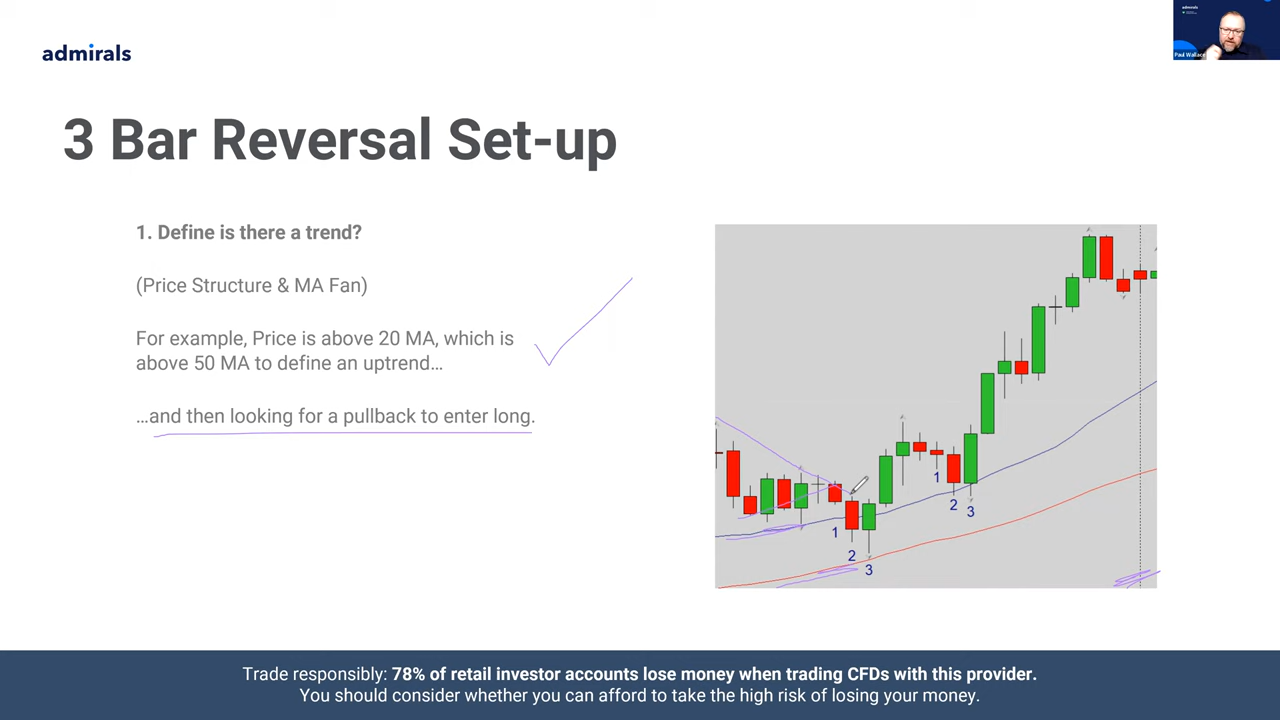 admirals
admirals
Paul Wallace
3 Bar Reversal Set-up
1. Define is there a trend?
(Price Structure & MA Fan)
For example, Price is above 20 MA, which is
above 50 MA to define an uptrend…
…and then looking for a pullback to enter long.
1
2
3
1
2
3
Trade responsibly: 78% of retail investor accounts lose money when trading CFDs with this provider.
You should consider whether you can afford to take the high risk of losing your money.